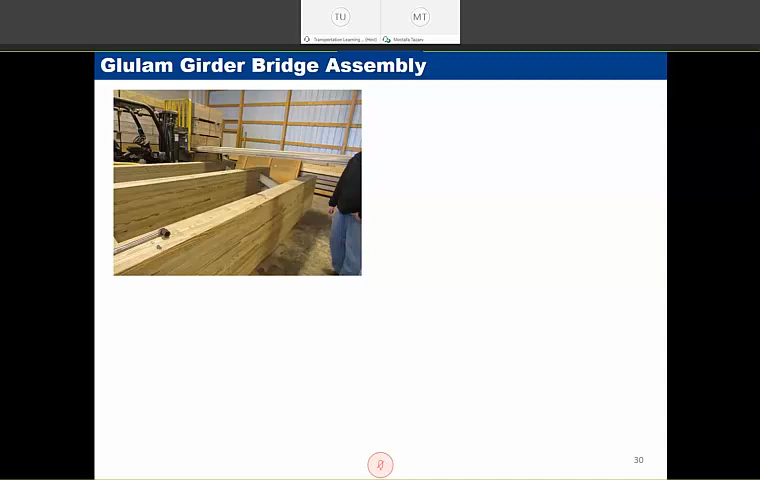 TU
MT
Transportation Learning ... (Host)
Mostafa Tazarv
Glulam Girder Bridge Assembly
30